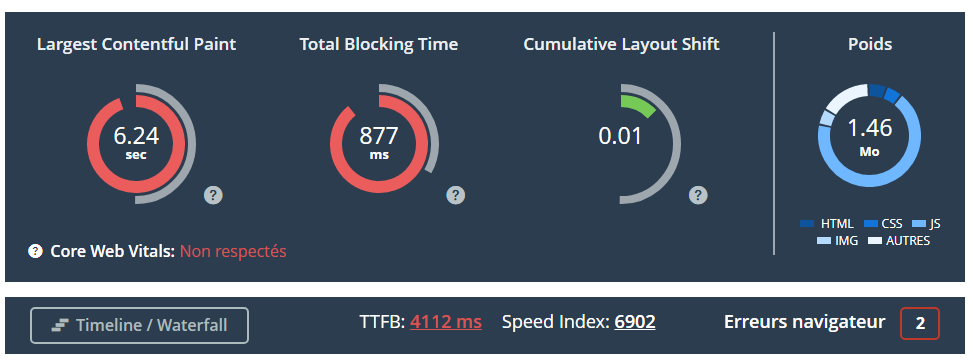 Largest Contentful Paint
Total Blocking Time
Cumulative Layout Shift
Poids
6.24
sec
877
ms
0.01
1.46
Mo
?
?
?
HTML CSS JS
IMG AUTRES
? Core Web Vitals: Non respectés
Timeline / Waterfall
TTFB: 4112 ms
Speed Index: 6902
Erreurs navigateur 2